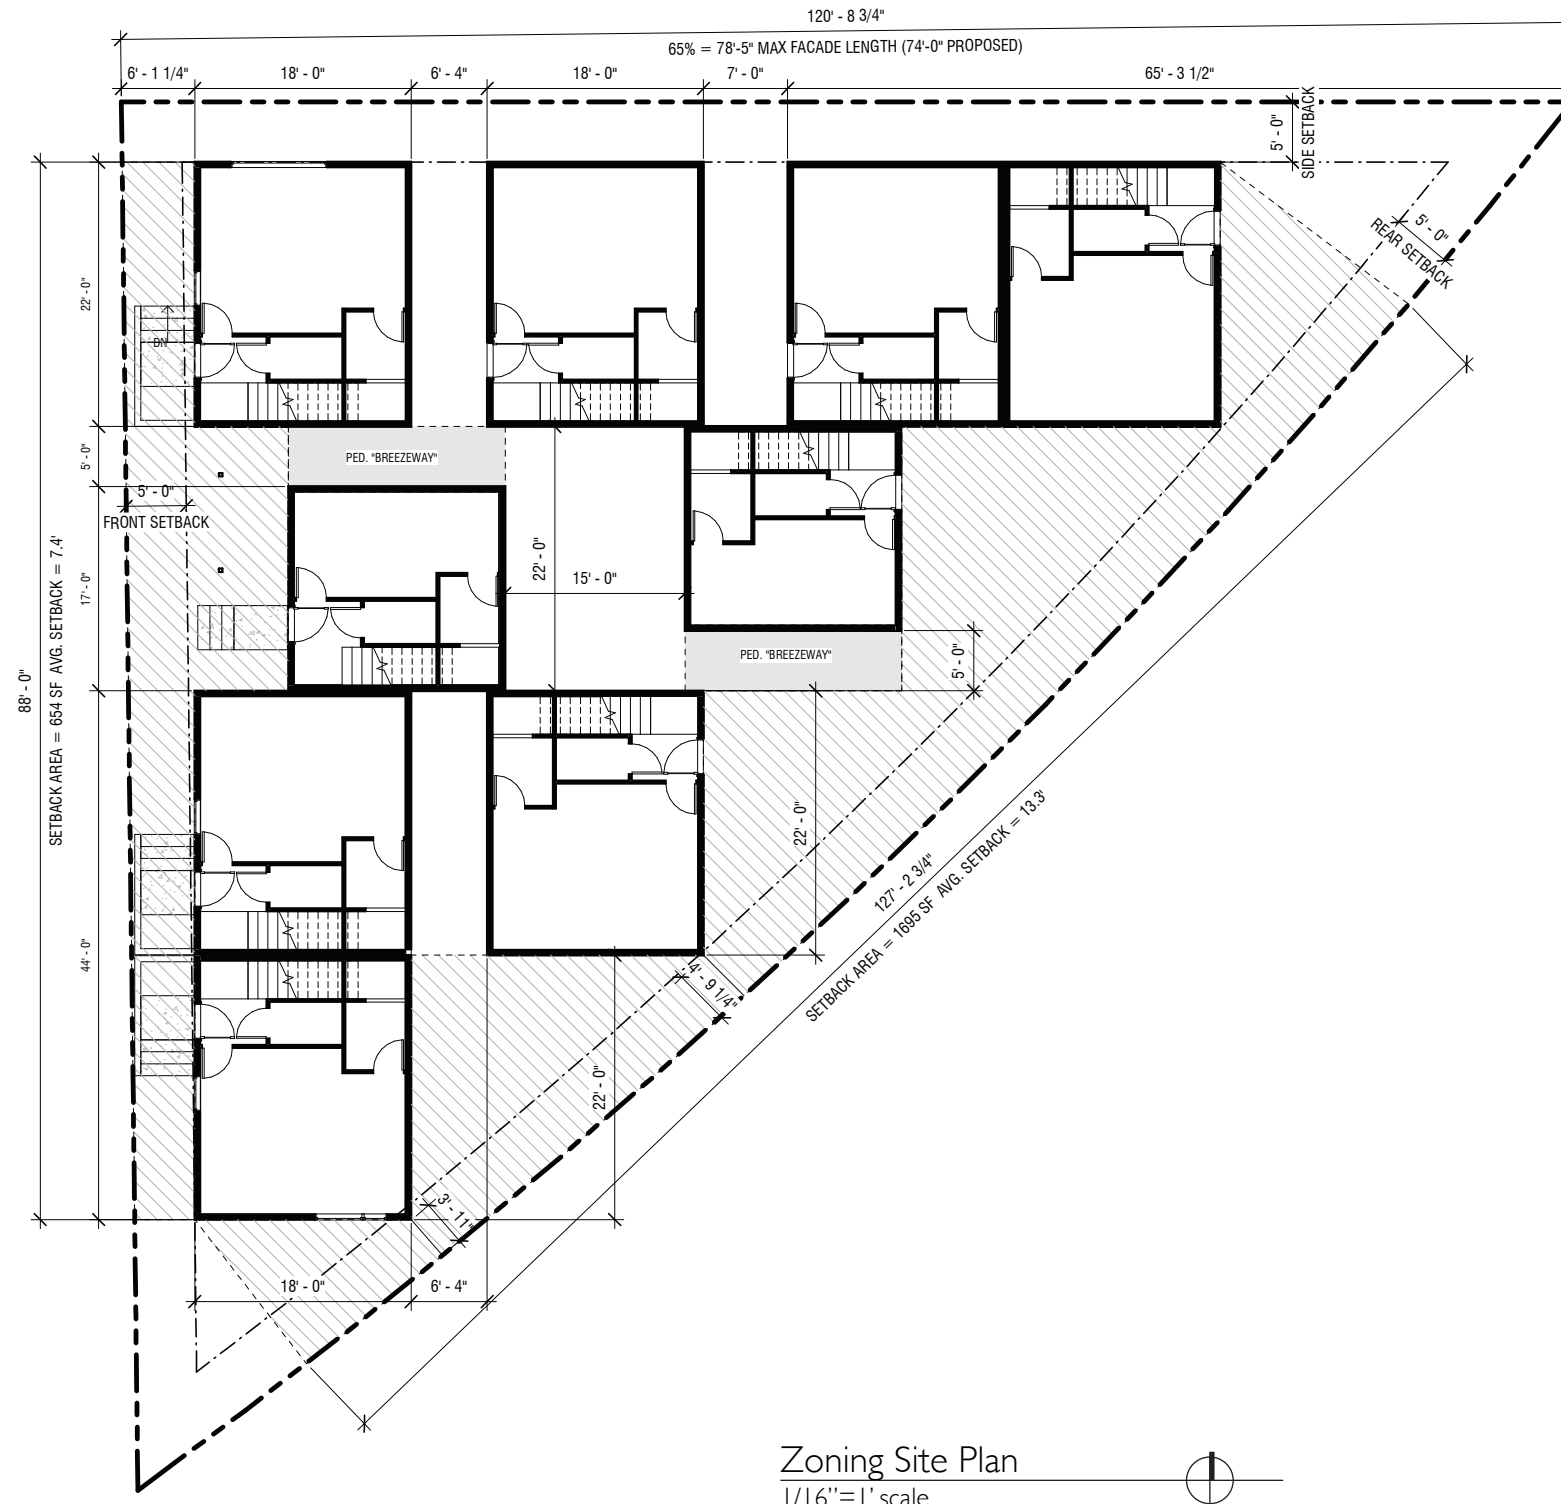 120' - 8 3/4"
65% = 78'-5" MAX FACADE LENGTH (74'-0" PROPOSED)
6' - 1 1/4"
18' - 0"
6' - 4"
18' - 0"
7' - 0"
65' - 3 1/2"
5' - 0"
SIDE SETBACK
5' - 0"
REAR SETBACK
22' - 0"
DN
5' - 0"
PED. "BREEZEWAY"
5' - 0"
FRONT SETBACK
17' - 0"
22' - 0"
15' - 0"
PED. "BREEZEWAY"
5' - 0"
88' - 0"
SETBACK AREA = 654 SF AVG. SETBACK = 7.4'
22' - 0"
127' - 2 3/4"
SETBACK AREA = 1695 SF AVG. SETBACK = 13.3'
44' - 0"
4' - 9 1/4"
22' - 0"
3' - 11"
18' - 0"
6' - 4"
Zoning Site Plan
1/16"=1' scale